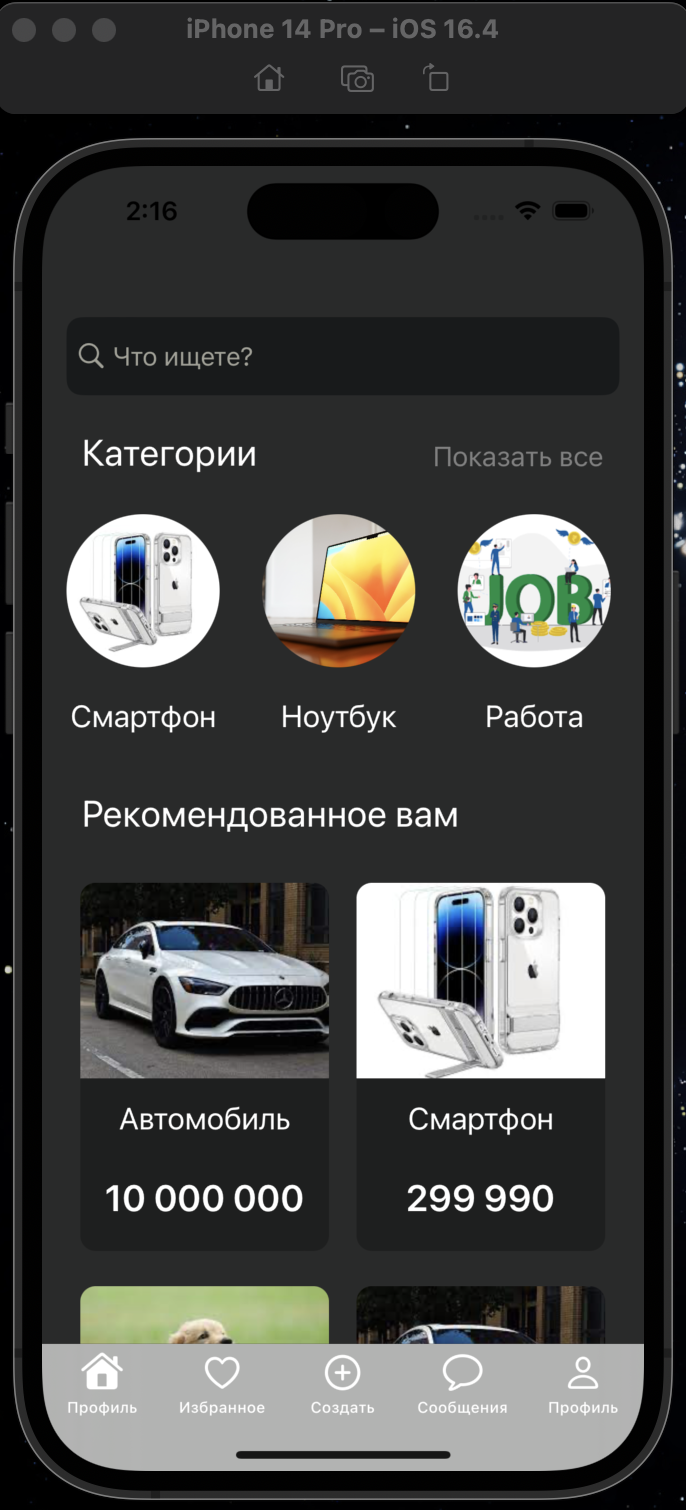 iPhone 14 Pro – iOS 16.4
2:16
Что ищете?
Категории
Показать все
JOB
Смартфон
Ноутбук
Работа
Рекомендованное вам
Автомобиль
Смартфон
10 000 000
299 990
Профиль
Избранное
Создать
Сообщения
Профиль